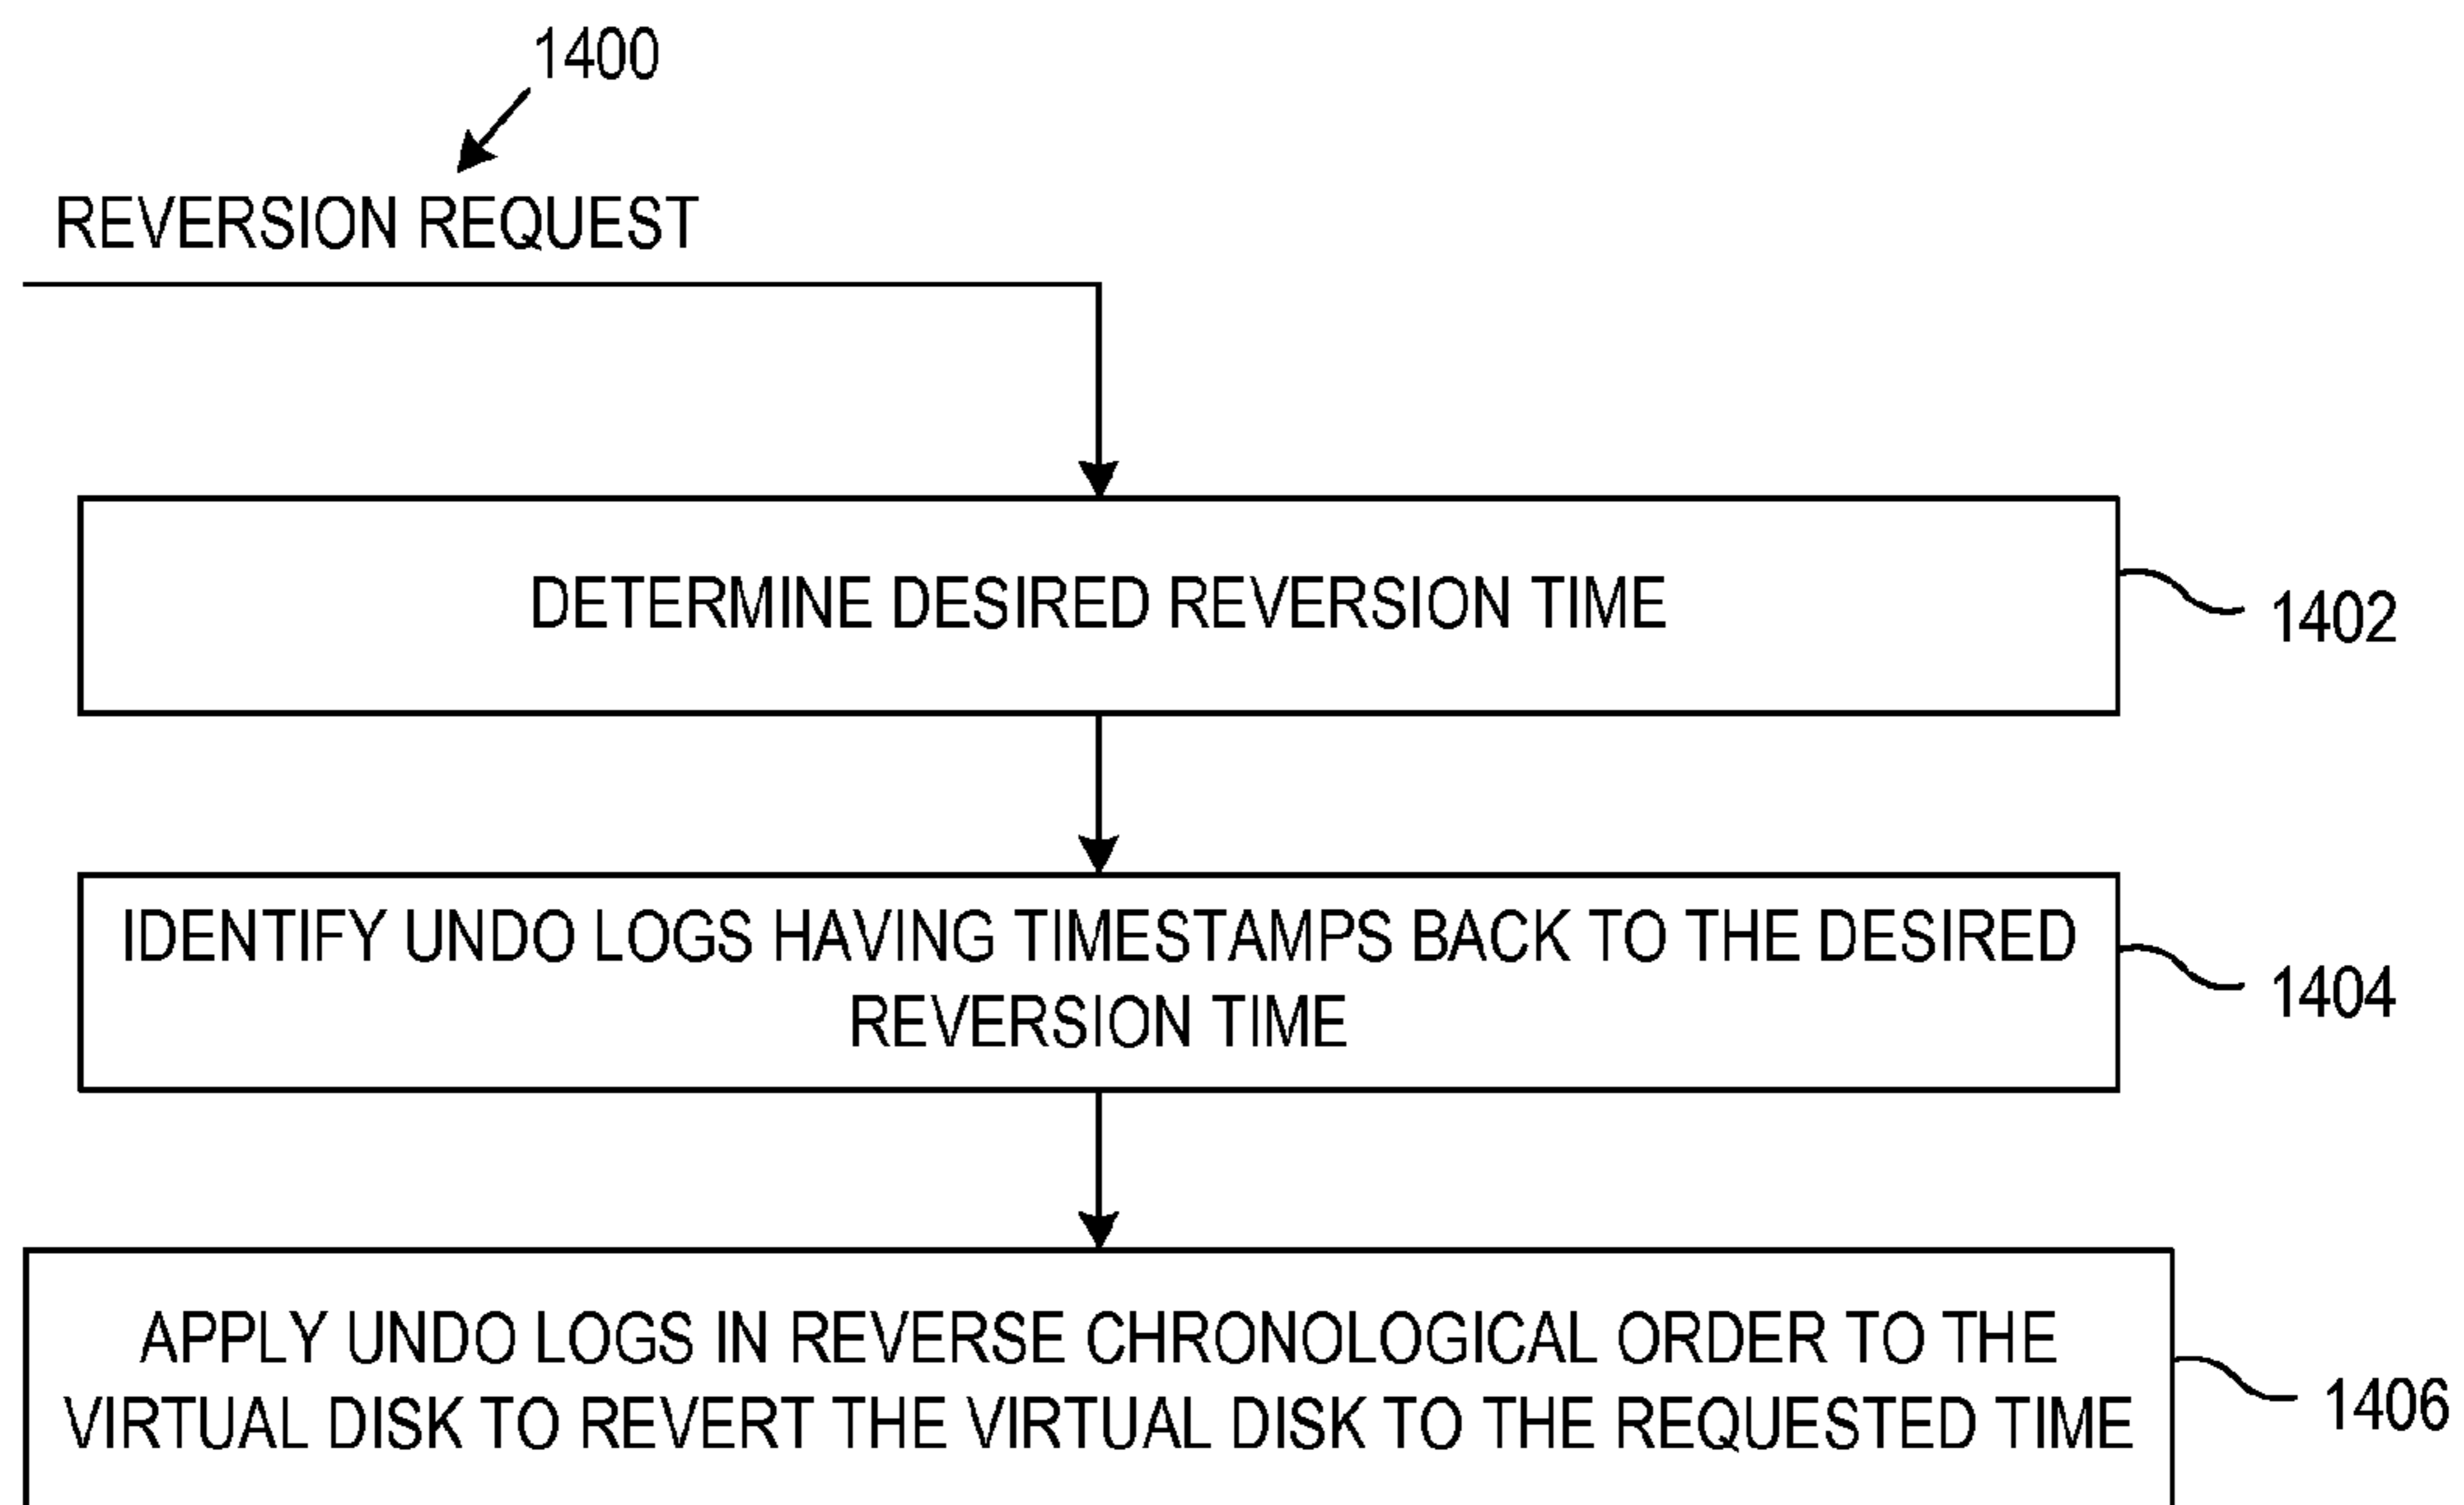 1400
REVERSION REQUEST
DETERMINE DESIRED REVERSION TIME
1402
IDENTIFY UNDO LOGS HAVING TIMESTAMPS BACK TO THE DESIRED
REVERSION TIME
1404
APPLY UNDO LOGS IN REVERSE CHRONOLOGICAL ORDER TO THE
VIRTUAL DISK TO REVERT THE VIRTUAL DISK TO THE REQUESTED TIME
1406